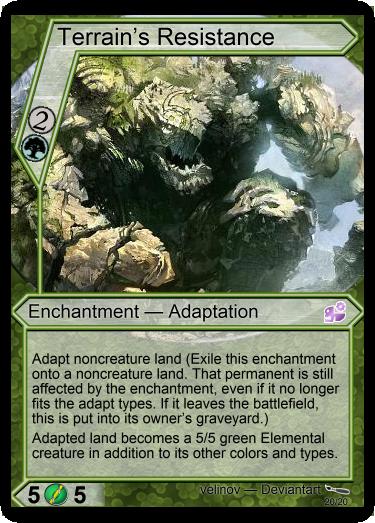 Terrain's Resistance
2
Enchantment — Adaptation
Adapt noncreature land (Exile this enchantment
onto a noncreature land. That permanent is still
affected by the enchantment, even if it no longer
fits the adapt types. If it leaves the battlefield,
this is put into its owner's graveyard.)
Adapted land becomes a 5/5 green Elemental
creature in addition to its other colors and types.
velinov — Deviantart
5 5
20/20